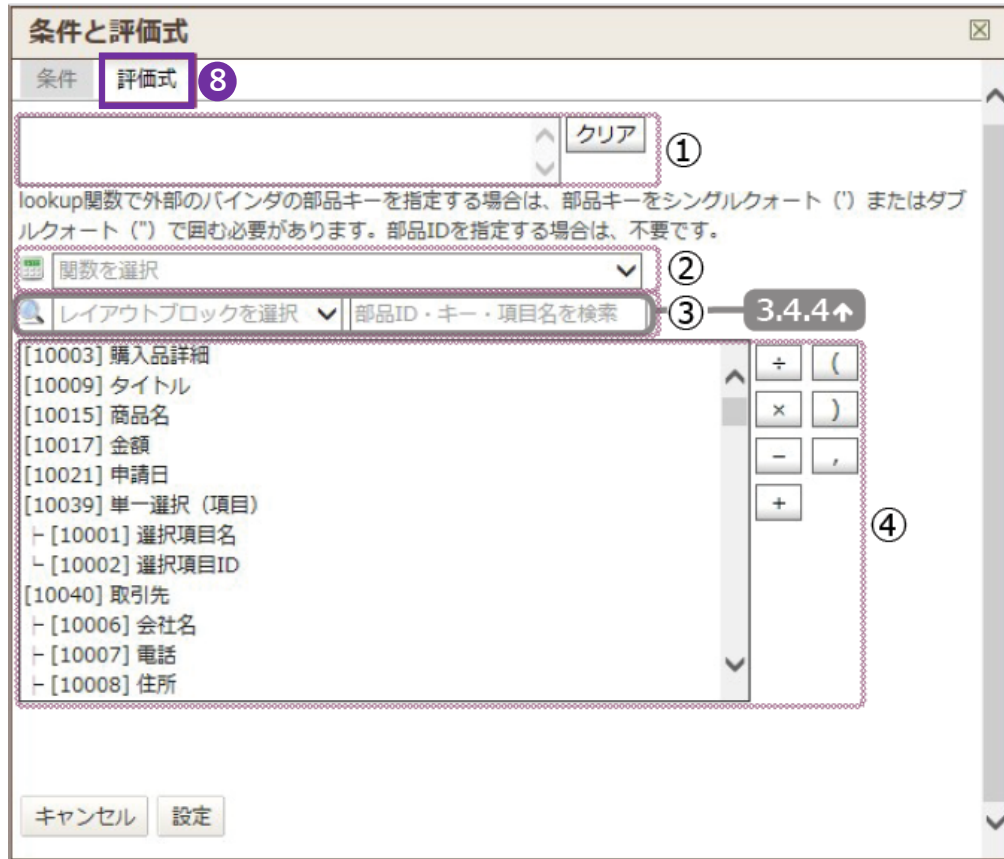 条件と評価式
条件 評価式 8
クリア ①
lookup関数で外部のバインダの部品キーを指定する場合は、部品キーをシングルクォート（'）またはダブ
ルクォート（"）で囲む必要があります。部品IDを指定する場合は、不要です。
関数を選択 ②
レイアウトブロックを選択 部品ID・キー・項目名を検索 ③ 3.4.4↑
[10003] 購入品詳細
[10009] タイトル
[10015] 商品名
[10017] 金額
[10021] 申請日
[10039] 単一選択（項目）
├ [10001] 選択項目名
└ [10002] 選択項目ID
[10040] 取引先
├ [10006] 会社名
├ [10007] 電話
├ [10008] 住所
÷ (
× )
− ,
+
④
キャンセル 設定